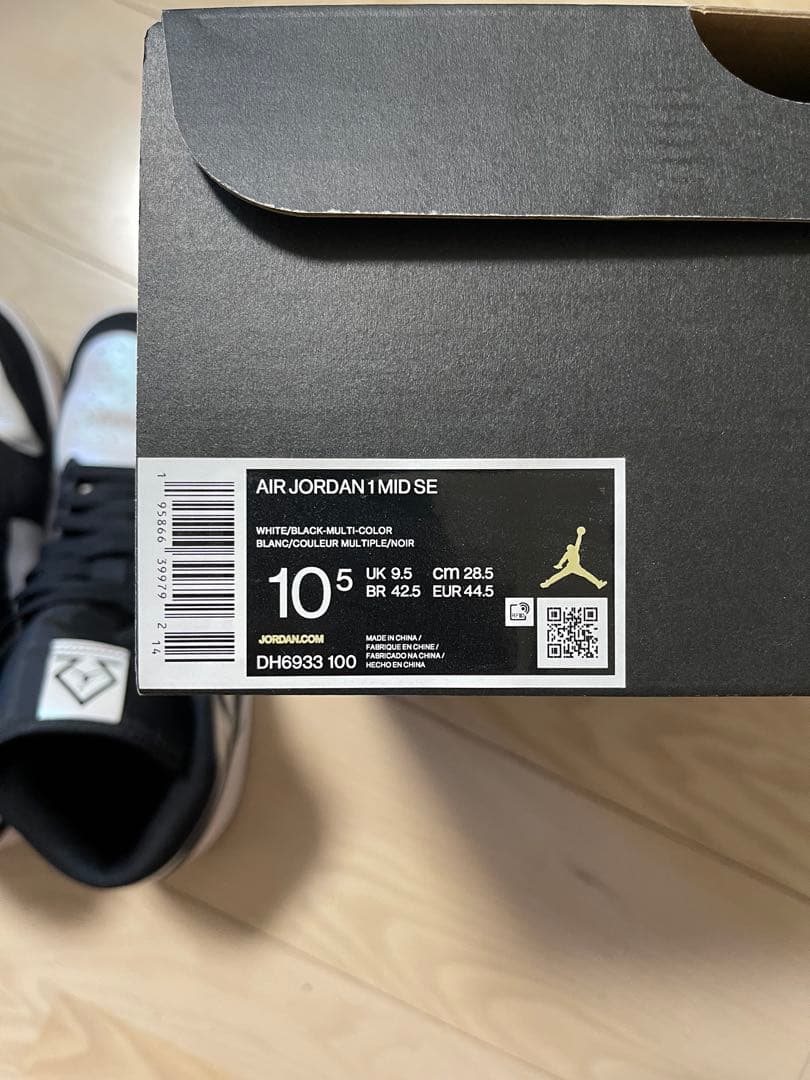 AIR JORDAN 1 MID SE
WHITE/BLACK-MULTI-COLOR
BLANC/COULEUR MULTIPLE/NOIR
10 5
UK 9.5 cm 28.5
BR 42.5 EUR 44.5
JORDAN.COM
DH6933 100
MADE IN CHINA /
FABRIQUE EN CHINE /
FABRICADO NA CHINA /
HECHO EN CHINA
1 95866 39979 2 14